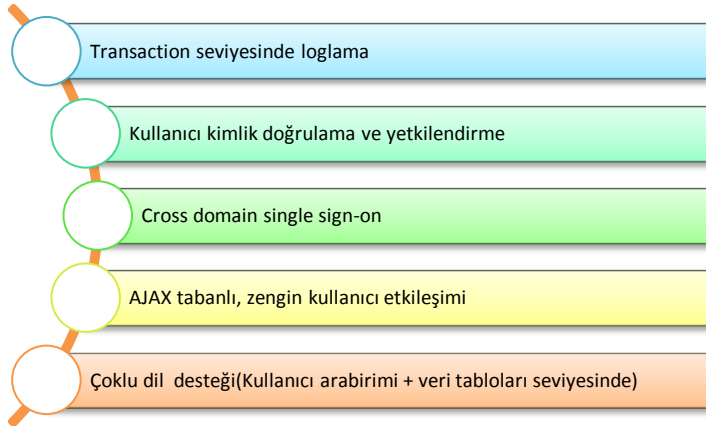 Transaction seviyesinde loglama
Kullanıcı kimlik doğrulama ve yetkilendirme
Cross domain single sign-on
AJAX tabanlı, zengin kullanıcı etkileşimi
Çoklu dil desteği(Kullanıcı arabirimi + veri tabloları seviyesinde)